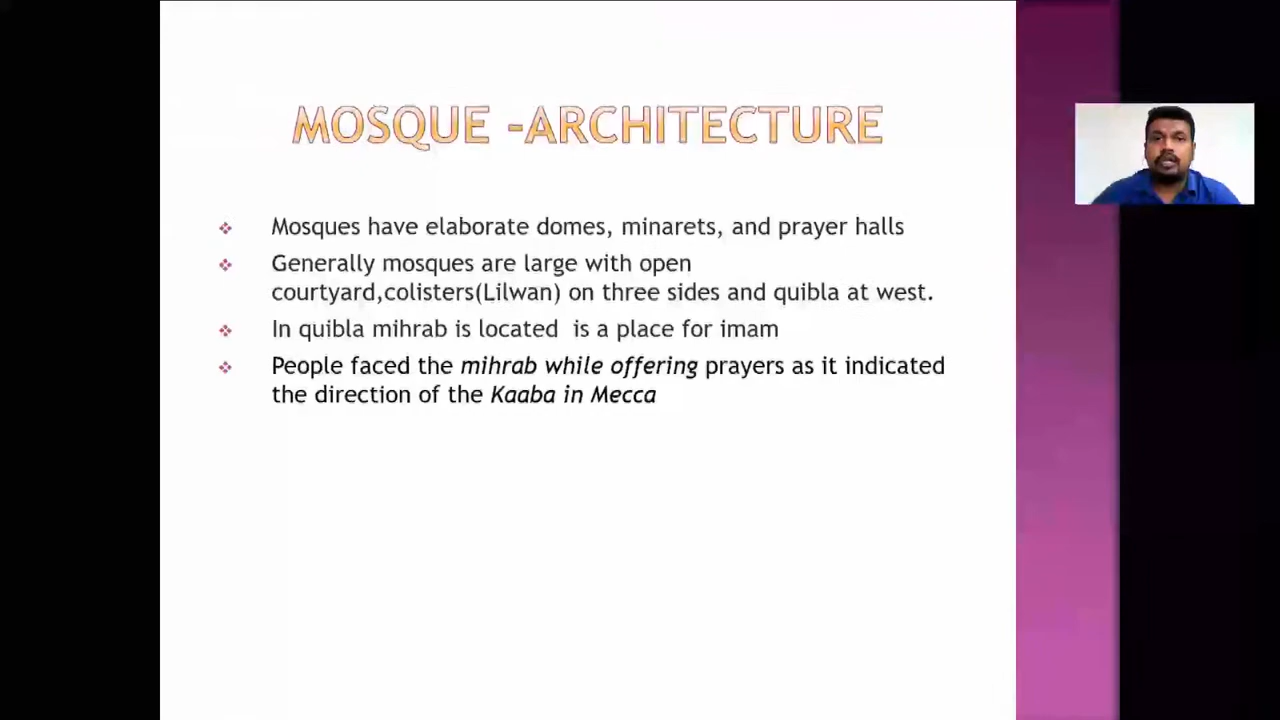 MOSQUE -ARCHITECTURE
Mosques have elaborate domes, minarets, and prayer halls
Generally mosques are large with open
courtyard,colisters(Lilwan) on three sides and quibla at west.
In quibla mihrab is located is a place for imam
People faced the mihrab while offering prayers as it indicated
the direction of the Kaaba in Mecca